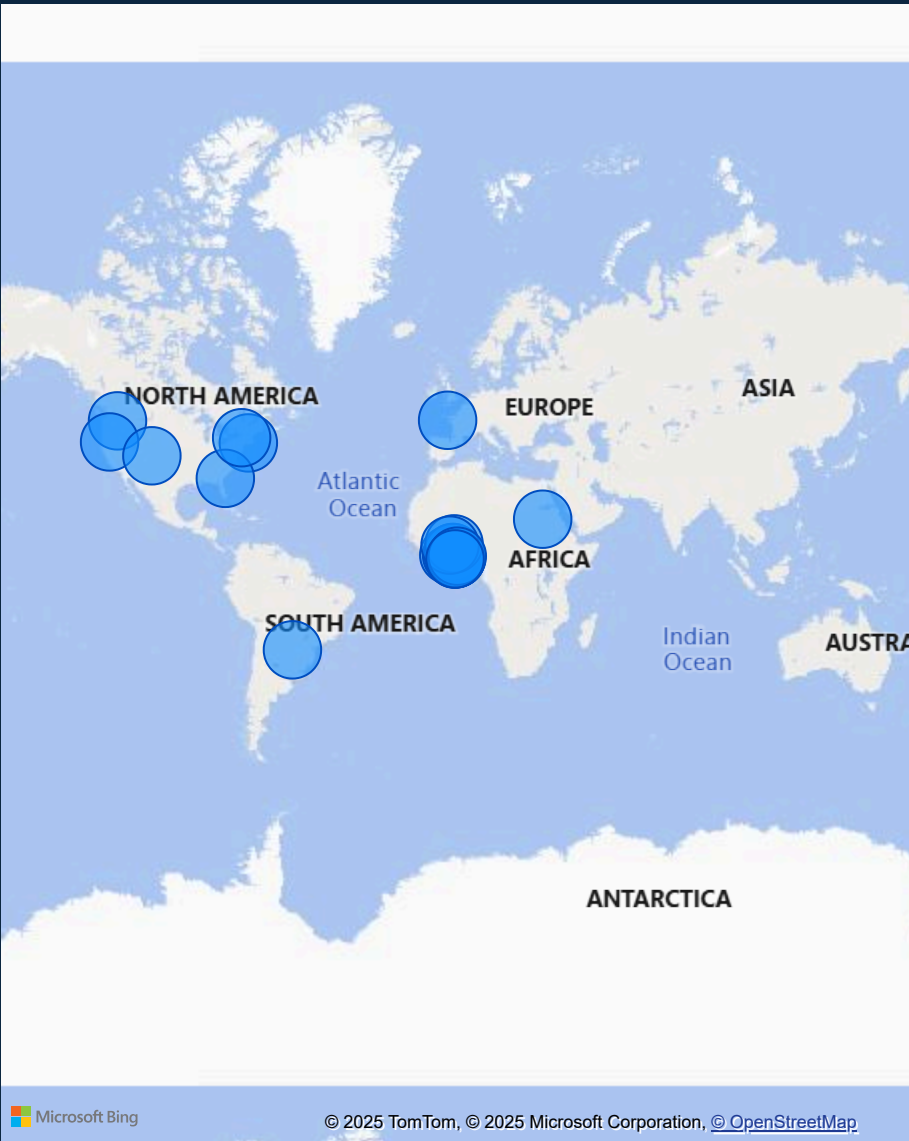 NORTH AMERICA
EUROPE
ASIA
Atlantic
Ocean
AFRICA
SOUTH AMERICA
Indian
Ocean
AUSTRA
ANTARCTICA
Microsoft Bing
© 2025 TomTom, © 2025 Microsoft Corporation, © OpenStreetMap